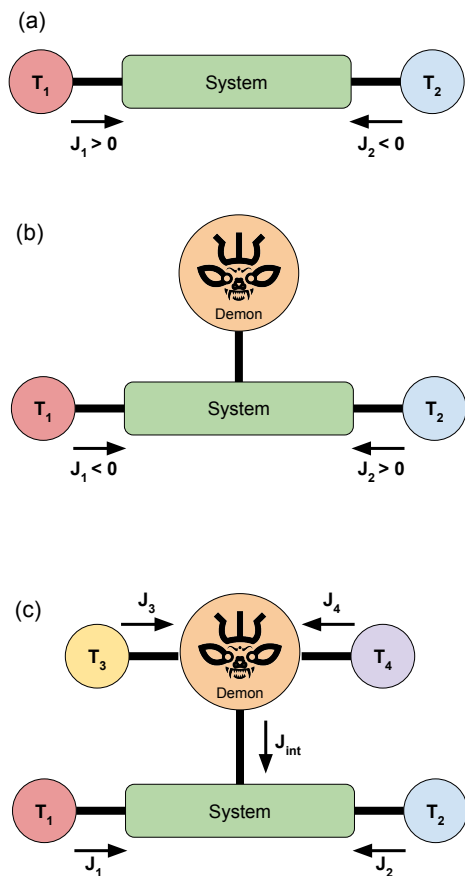 (a)
T1
System
T2
J1 > 0
J2 < 0
(b)
Demon
T1
System
T2
J1 < 0
J2 > 0
(c)
J3
J4
T3
Demon
T4
Jint
T1
System
T2
J1
J2